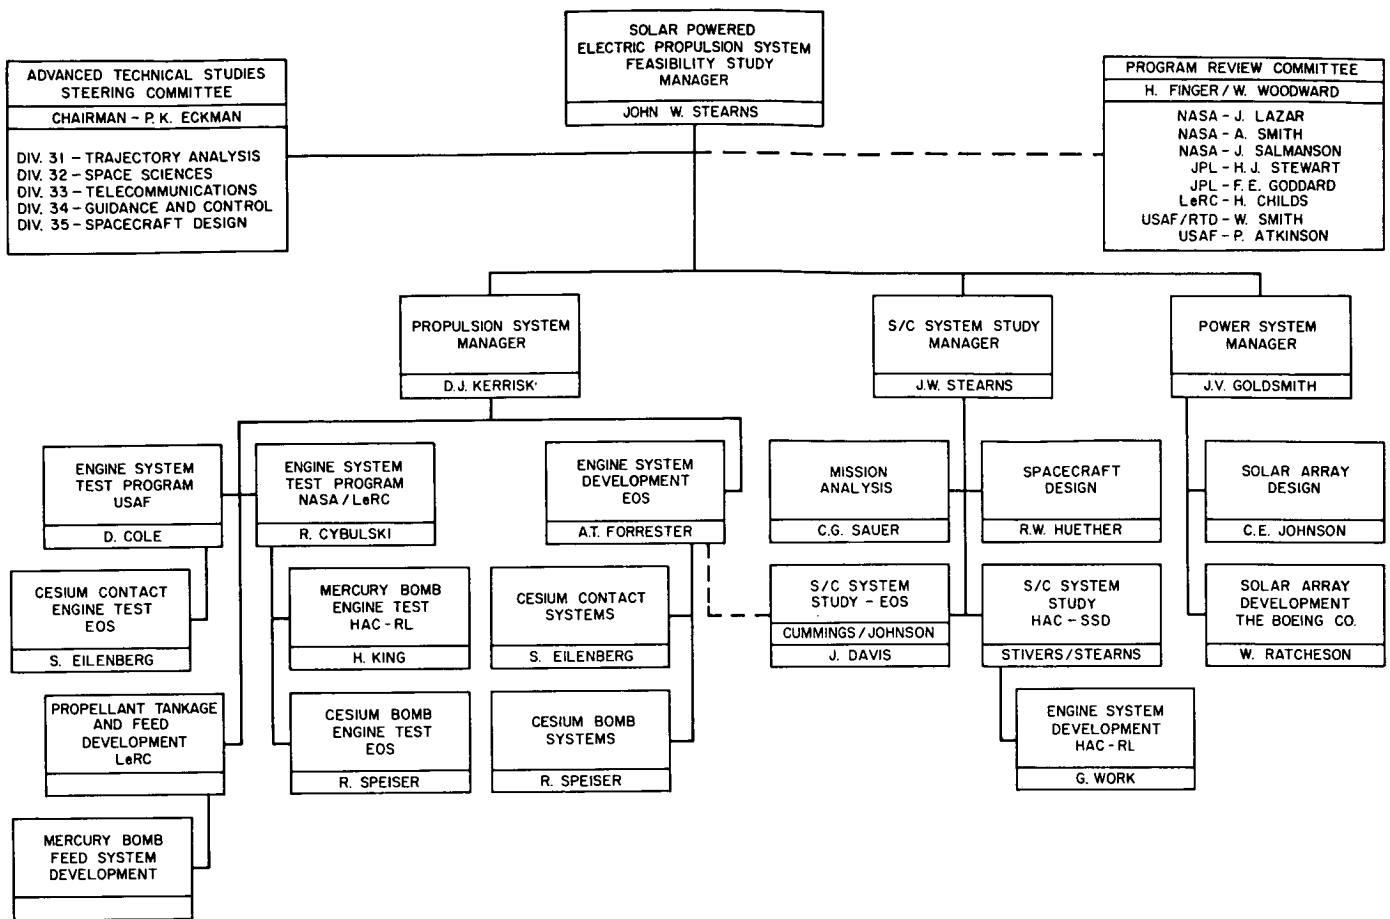 SOLAR POWERED
ELECTRIC PROPULSION SYSTEM
FEASIBILITY STUDY
MANAGER
JOHN W. STEARNS
ADVANCED TECHNICAL STUDIES
STEERING COMMITTEE
CHAIRMAN – P. K. ECKMAN
DIV. 31 – TRAJECTORY ANALYSIS
DIV. 32 – SPACE SCIENCES
DIV. 33 – TELECOMMUNICATIONS
DIV. 34 – GUIDANCE AND CONTROL
DIV. 35 – SPACECRAFT DESIGN
PROGRAM REVIEW COMMITTEE
H. FINGER / W. WOODWARD
NASA – J. LAZAR
NASA – A. SMITH
NASA – J. SALMANSON
JPL – H. J. STEWART
JPL – F. E. GODDARD
LeRC – H. CHILDS
USAF/RTD – W. SMITH
USAF – P. ATKINSON
PROPULSION SYSTEM
MANAGER
D. J. KERRISK
S/C SYSTEM STUDY
MANAGER
J.W. STEARNS
POWER SYSTEM
MANAGER
J.V. GOLDSMITH
ENGINE SYSTEM
TEST PROGRAM
USAF
D. COLE
ENGINE SYSTEM
TEST PROGRAM
NASA/LeRC
R. CYBULSKI
ENGINE SYSTEM
DEVELOPMENT
EOS
A.T. FORRESTER
MISSION
ANALYSIS
C.G. SAUER
SPACECRAFT
DESIGN
R.W. HUETHER
SOLAR ARRAY
DESIGN
C.E. JOHNSON
CESIUM CONTACT
ENGINE TEST
EOS
S. EILENBERG
MERCURY BOMB
ENGINE TEST
HAC-RL
H. KING
CESIUM CONTACT
SYSTEMS
S. EILENBERG
S/C SYSTEM
STUDY – EOS
CUMMINGS/JOHNSON
J. DAVIS
S/C SYSTEM
STUDY
HAC – SSD
STIVERS/STEARNS
SOLAR ARRAY
DEVELOPMENT
THE BOEING CO.
W. RATCHESON
PROPELLANT TANKAGE
AND FEED
DEVELOPMENT
LeRC
CESIUM BOMB
ENGINE TEST
EOS
R. SPEISER
CESIUM BOMB
SYSTEMS
R. SPEISER
ENGINE SYSTEM
DEVELOPMENT
HAC-RL
G. WORK
MERCURY BOMB
FEED SYSTEM
DEVELOPMENT